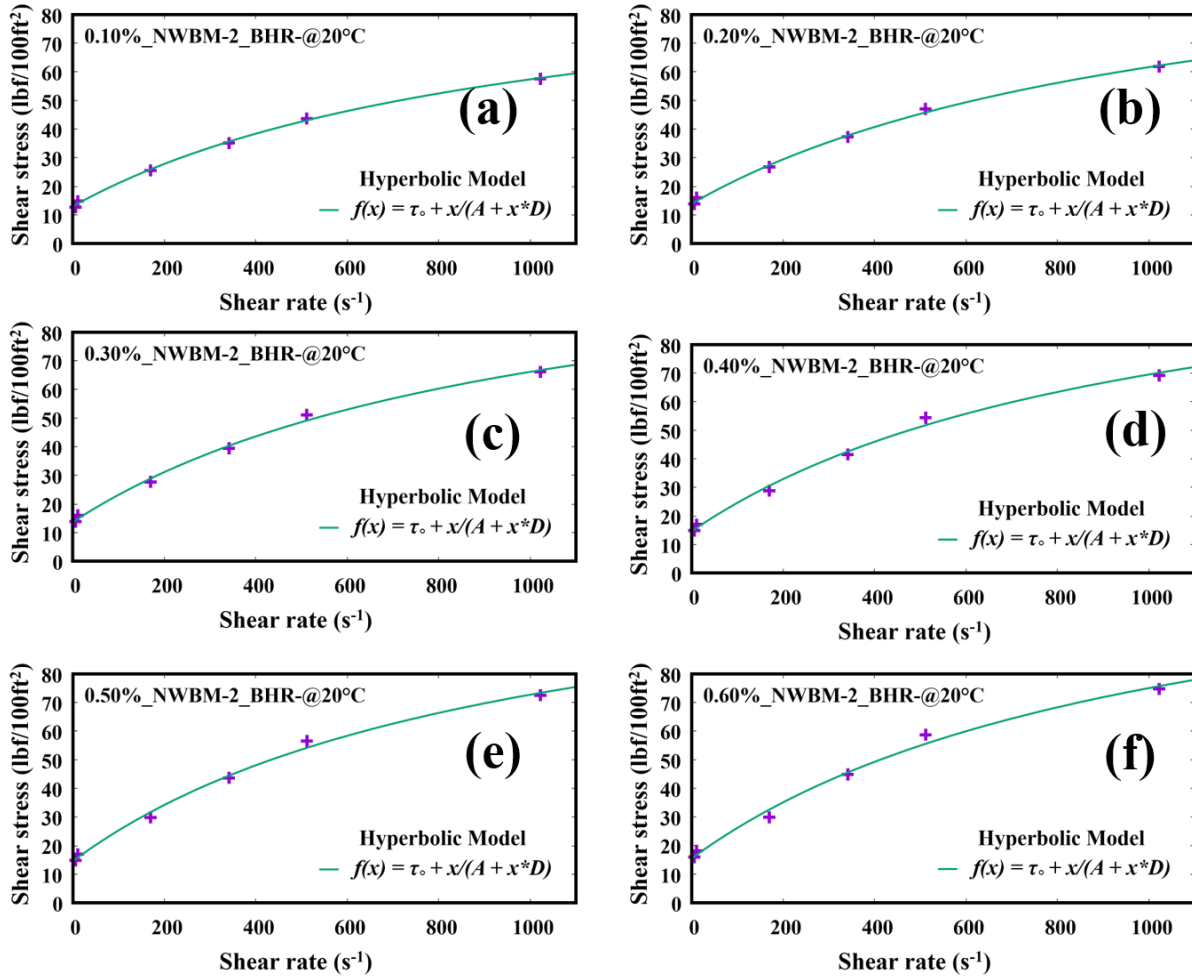 Shear stress (lbf/100ft²)
80
70
60
50
40
30
20
10
0
0.10%_NWBM-2_BHR-@20°C
(a)
Hyperbolic Model
f(x) = τ₀ + x/(A + x*D)
0 200 400 600 800 1000
Shear rate (s⁻¹)
Shear stress (lbf/100ft²)
80
70
60
50
40
30
20
10
0
0.20%_NWBM-2_BHR-@20°C
(b)
Hyperbolic Model
f(x) = τ₀ + x/(A + x*D)
0 200 400 600 800 1000
Shear rate (s⁻¹)
Shear stress (lbf/100ft²)
80
70
60
50
40
30
20
10
0
0.30%_NWBM-2_BHR-@20°C
(c)
Hyperbolic Model
f(x) = τ₀ + x/(A + x*D)
0 200 400 600 800 1000
Shear rate (s⁻¹)
Shear stress (lbf/100ft²)
80
70
60
50
40
30
20
10
0
0.40%_NWBM-2_BHR-@20°C
(d)
Hyperbolic Model
f(x) = τ₀ + x/(A + x*D)
0 200 400 600 800 1000
Shear rate (s⁻¹)
Shear stress (lbf/100ft²)
80
70
60
50
40
30
20
10
0
0.50%_NWBM-2_BHR-@20°C
(e)
Hyperbolic Model
f(x) = τ₀ + x/(A + x*D)
0 200 400 600 800 1000
Shear rate (s⁻¹)
Shear stress (lbf/100ft²)
80
70
60
50
40
30
20
10
0
0.60%_NWBM-2_BHR-@20°C
(f)
Hyperbolic Model
f(x) = τ₀ + x/(A + x*D)
0 200 400 600 800 1000
Shear rate (s⁻¹)